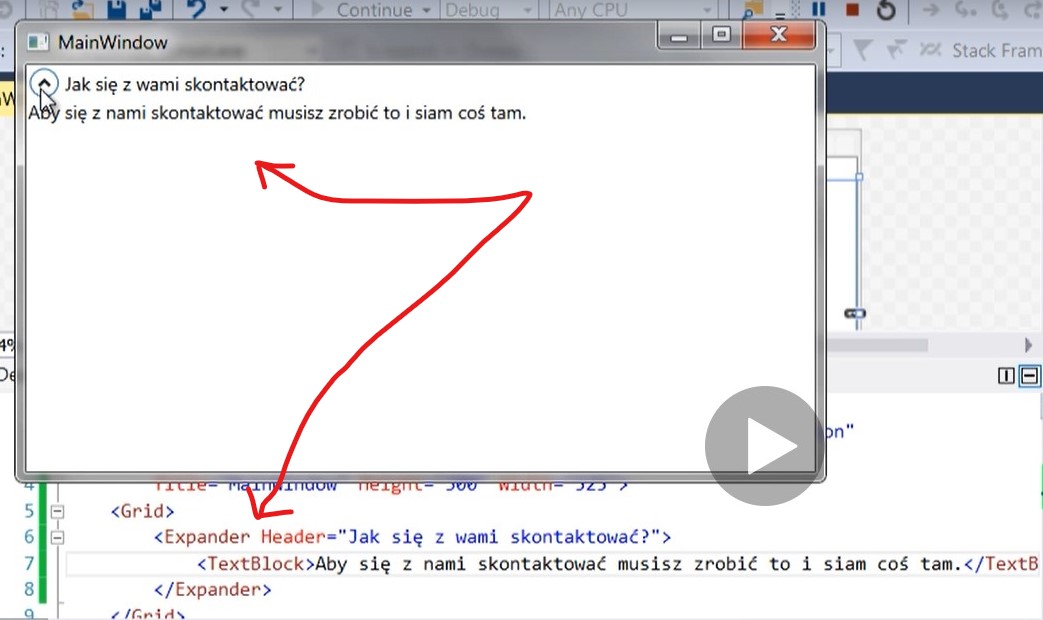 Continue Debug Any CPU
MainWindow
Stack Fram
Jak się z wami skontaktować?
Aby się z nami skontaktować musisz zrobić to i siam coś tam.
on"
4 Title="MainWindow" Height="300" Width="525">
5 <Grid>
6 <Expander Header="Jak się z wami skontaktować?">
7 <TextBlock>Aby się z nami skontaktować musisz zrobić to i siam coś tam.</TextB
8 </Expander>
9 </Grid>